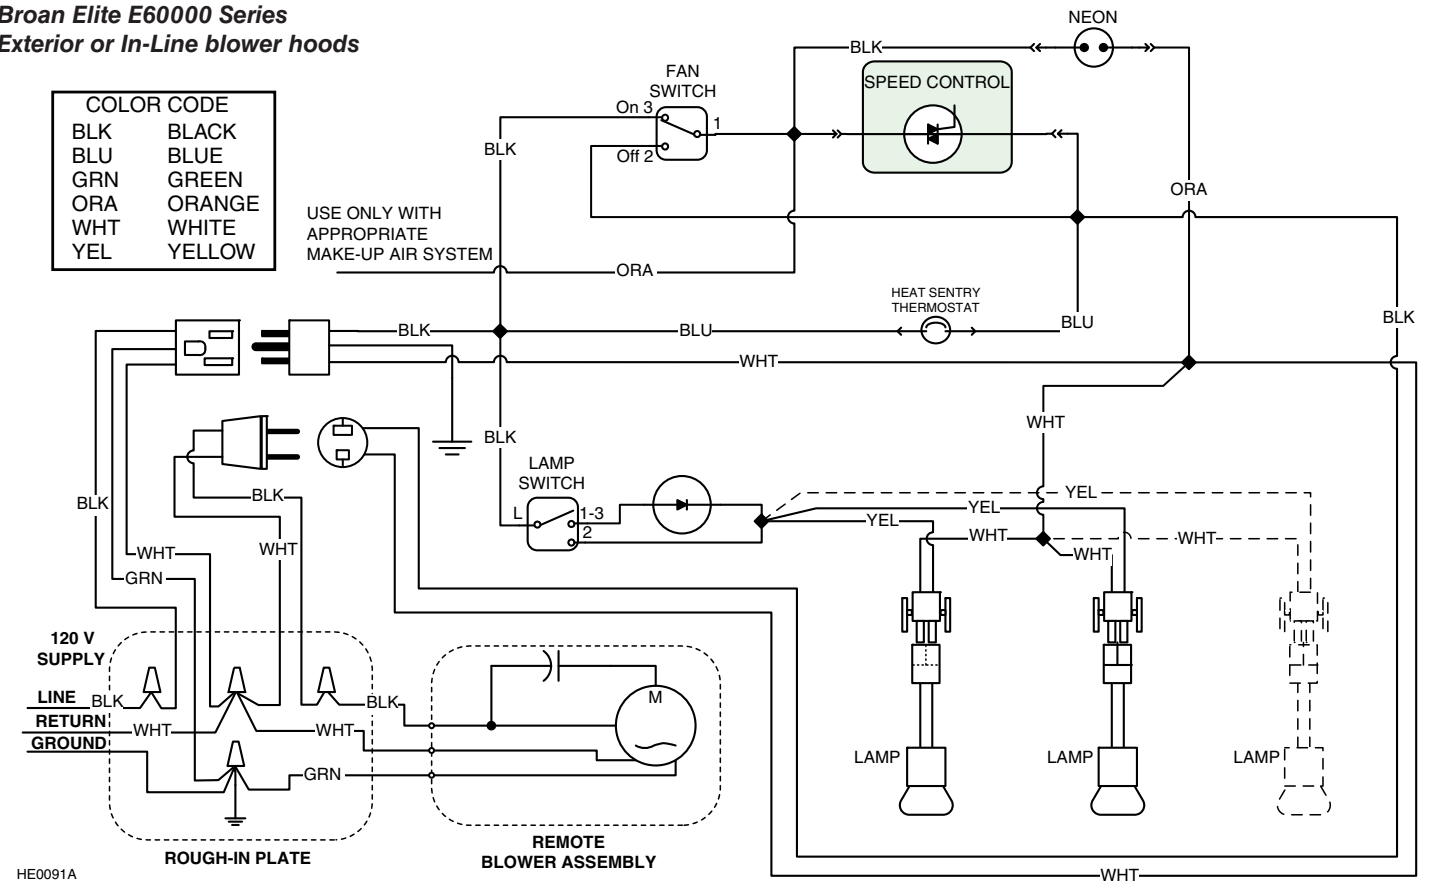 Broan Elite E60000 Series
Exterior or In-Line blower hoods
COLOR CODE
BLK BLACK
BLU BLUE
GRN GREEN
ORA ORANGE
WHT WHITE
YEL YELLOW
NEON
BLK
FAN
SWITCH
SPEED CONTROL
On 3
1
Off 2
BLK
ORA
USE ONLY WITH
APPROPRIATE
MAKE-UP AIR SYSTEM
ORA
HEAT SENTRY
THERMOSTAT
BLK
BLU
BLU
BLK
WHT
WHT
BLK
LAMP
SWITCH
L
1-3
2
BLK
BLK
YEL
YEL
YEL
WHT
WHT
WHT
WHT
WHT
GRN
120 V
SUPPLY
LINE
BLK
RETURN
WHT
GROUND
BLK
WHT
GRN
M
LAMP
LAMP
LAMP
ROUGH-IN PLATE
REMOTE
BLOWER ASSEMBLY
WHT
HE0091A